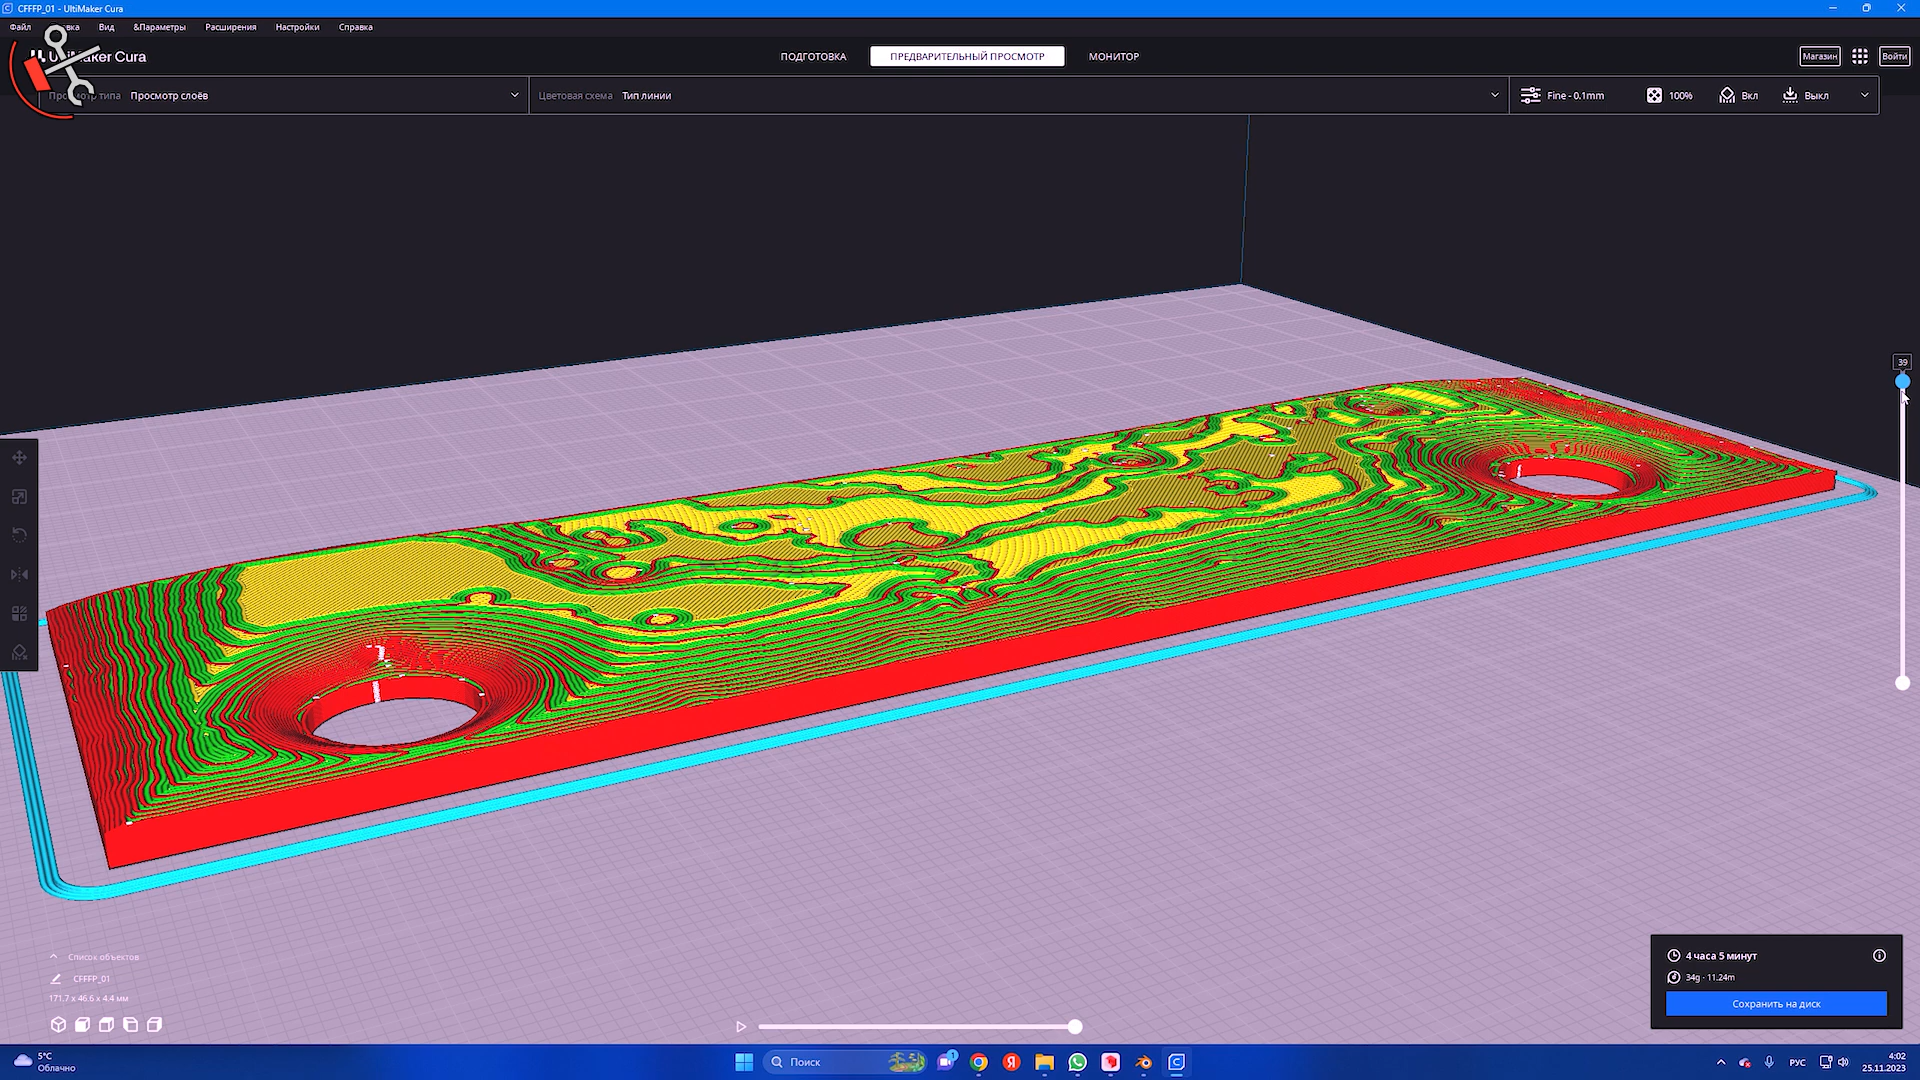 CFFFP_01 - UltiMaker Cura
Файл
Вид
&Параметры
Расширения
Настройки
Справка
ПОДГОТОВКА
ПРЕДВАРИТЕЛЬНЫЙ ПРОСМОТР
МОНИТОР
Магазин
Войти
типа
Просмотр слоёв
Цветовая схема
Тип линии
Fine - 0.1mm
100%
Вкл
Выкл
39
Список объектов
CFFFP_01
171.7 x 46.6 x 4.4 мм
4 часа 5 минут
34g · 11.24m
Сохранить на диск
5°C
Облачно
Поиск
1
РУС
4:02
25.11.2023